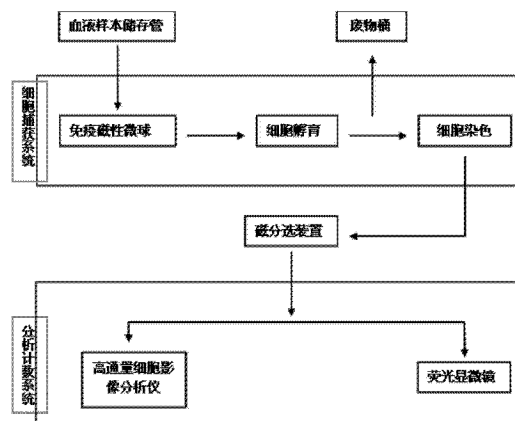 血液样本储存管
废物桶
细胞捕获系统
免疫磁性微球
细胞孵育
细胞染色
磁分选装置
分析计数系统
高通量细胞影
像分析仪
荧光显微镜